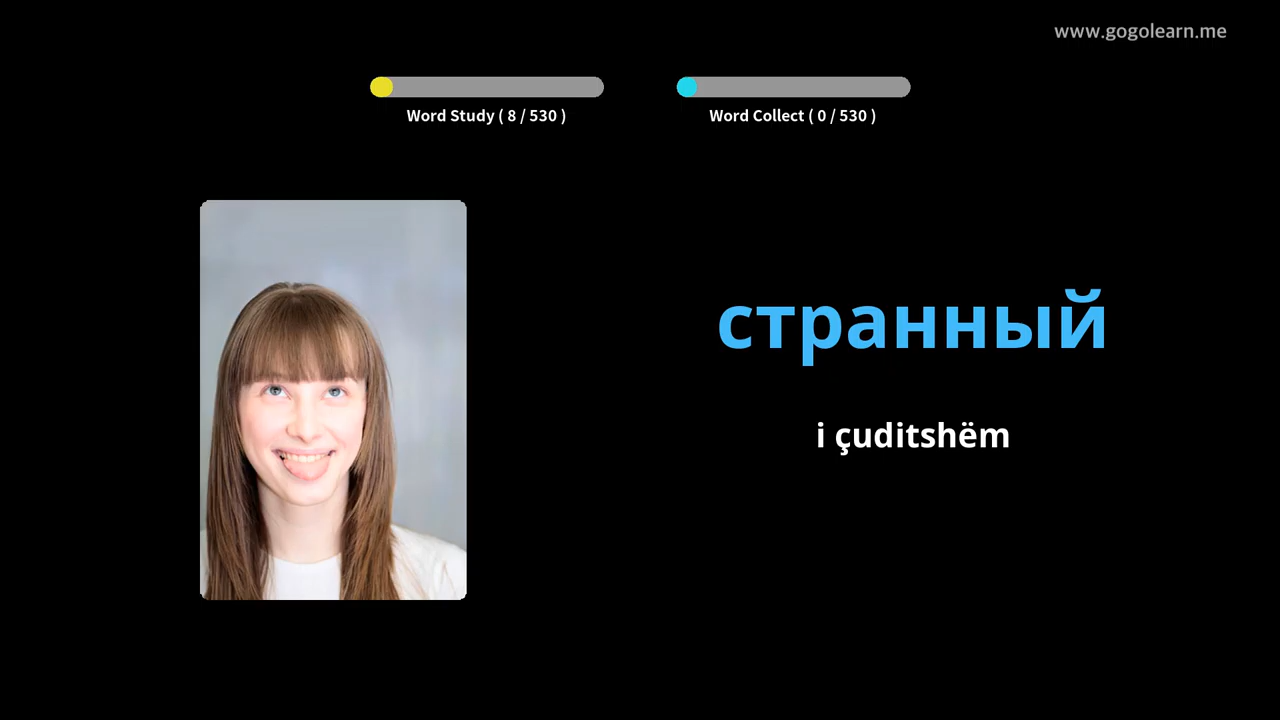 www.gogolearn.me
Word Study ( 8 / 530 )
Word Collect ( 0 / 530 )
странный
i çuditshëm